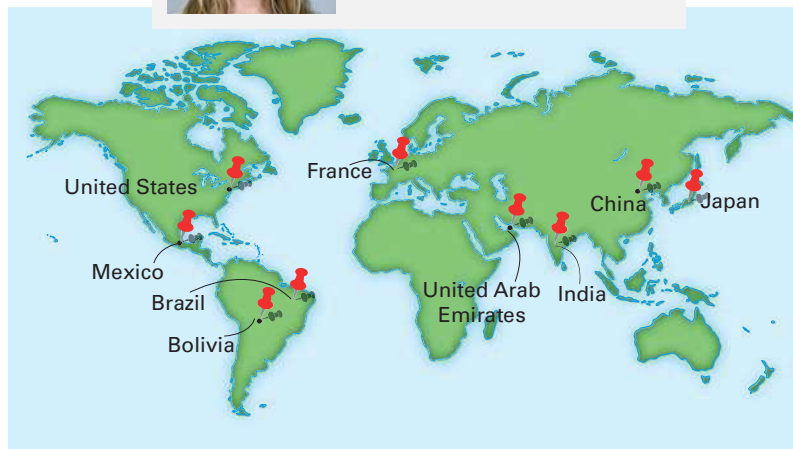 United States
Mexico
Brazil
Bolivia
France
United Arab
Emirates
India
China
Japan